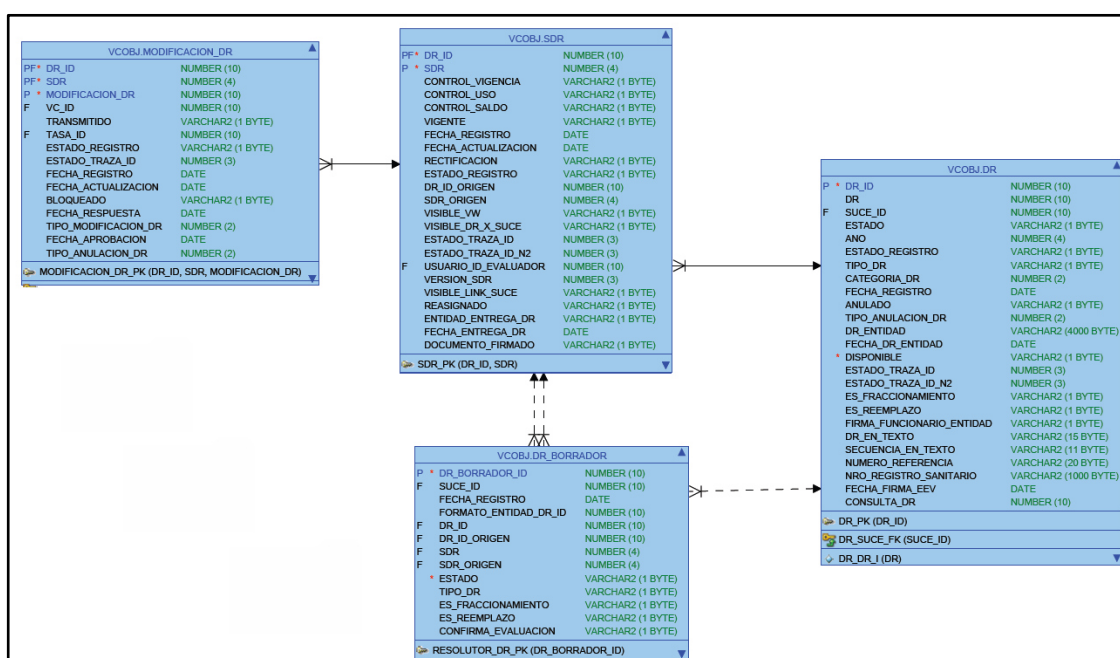 VCOBJ.MODIFICACION_DR
PF* DR_ID NUMBER (10)
PF* SDR NUMBER (4)
P * MODIFICACION_DR NUMBER (10)
F VC_ID NUMBER (10)
TRANSMITIDO VARCHAR2 (1 BYTE)
F TASA_ID NUMBER (10)
ESTADO_REGISTRO VARCHAR2 (1 BYTE)
ESTADO_TRAZA_ID NUMBER (3)
FECHA_REGISTRO DATE
FECHA_ACTUALIZACION DATE
BLOQUEADO VARCHAR2 (1 BYTE)
FECHA_RESPUESTA DATE
TIPO_MODIFICACION_DR NUMBER (2)
FECHA_APROBACION DATE
TIPO_ANULACION_DR NUMBER (2)
MODIFICACION_DR_PK (DR_ID, SDR, MODIFICACION_DR)
VCOBJ.SDR
PF* DR_ID NUMBER (10)
P * SDR NUMBER (4)
CONTROL_VIGENCIA VARCHAR2 (1 BYTE)
CONTROL_USO VARCHAR2 (1 BYTE)
CONTROL_SALDO VARCHAR2 (1 BYTE)
VIGENTE VARCHAR2 (1 BYTE)
FECHA_REGISTRO DATE
FECHA_ACTUALIZACION DATE
RECTIFICACION VARCHAR2 (1 BYTE)
ESTADO_REGISTRO VARCHAR2 (1 BYTE)
DR_ID_ORIGEN NUMBER (10)
SDR_ORIGEN NUMBER (4)
VISIBLE_VW VARCHAR2 (1 BYTE)
VISIBLE_DR_X_SUCE VARCHAR2 (1 BYTE)
ESTADO_TRAZA_ID NUMBER (3)
ESTADO_TRAZA_ID_N2 NUMBER (3)
F USUARIO_ID_EVALUADOR NUMBER (10)
VERSION_SDR NUMBER (3)
VISIBLE_LINK_SUCE VARCHAR2 (1 BYTE)
REASIGNADO VARCHAR2 (1 BYTE)
ENTIDAD_ENTREGA_DR VARCHAR2 (1 BYTE)
FECHA_ENTREGA_DR DATE
DOCUMENTO_FIRMADO VARCHAR2 (1 BYTE)
SDR_PK (DR_ID, SDR)
VCOBJ.DR
P * DR_ID NUMBER (10)
DR NUMBER (10)
F SUCE_ID NUMBER (10)
ESTADO VARCHAR2 (1 BYTE)
ANO NUMBER (4)
ESTADO_REGISTRO VARCHAR2 (1 BYTE)
TIPO_DR VARCHAR2 (1 BYTE)
CATEGORIA_DR NUMBER (2)
FECHA_REGISTRO DATE
ANULADO VARCHAR2 (1 BYTE)
TIPO_ANULACION_DR NUMBER (2)
DR_ENTIDAD VARCHAR2 (4000 BYTE)
FECHA_DR_ENTIDAD DATE
* DISPONIBLE VARCHAR2 (1 BYTE)
ESTADO_TRAZA_ID NUMBER (3)
ESTADO_TRAZA_ID_N2 NUMBER (3)
ES_FRACCIONAMIENTO VARCHAR2 (1 BYTE)
ES_REEMPLAZO VARCHAR2 (1 BYTE)
FIRMA_FUNCIONARIO_ENTIDAD VARCHAR2 (1 BYTE)
DR_EN_TEXTO VARCHAR2 (15 BYTE)
SECUENCIA_EN_TEXTO VARCHAR2 (11 BYTE)
NUMERO_REFERENCIA VARCHAR2 (20 BYTE)
NRO_REGISTRO_SANITARIO VARCHAR2 (1000 BYTE)
FECHA_FIRMA_EEV DATE
CONSULTA_DR NUMBER (10)
DR_PK (DR_ID)
DR_SUCE_FK (SUCE_ID)
DR_DR_I (DR)
VCOBJ.DR_BORRADOR
P * DR_BORRADOR_ID NUMBER (10)
F SUCE_ID NUMBER (10)
FECHA_REGISTRO DATE
FORMATO_ENTIDAD_DR_ID NUMBER (10)
F DR_ID NUMBER (10)
F DR_ID_ORIGEN NUMBER (10)
F SDR NUMBER (4)
F SDR_ORIGEN NUMBER (4)
* ESTADO VARCHAR2 (1 BYTE)
TIPO_DR VARCHAR2 (1 BYTE)
ES_FRACCIONAMIENTO VARCHAR2 (1 BYTE)
ES_REEMPLAZO VARCHAR2 (1 BYTE)
CONFIRMA_EVALUACION VARCHAR2 (1 BYTE)
RESOLUTOR_DR_PK (DR_BORRADOR_ID)